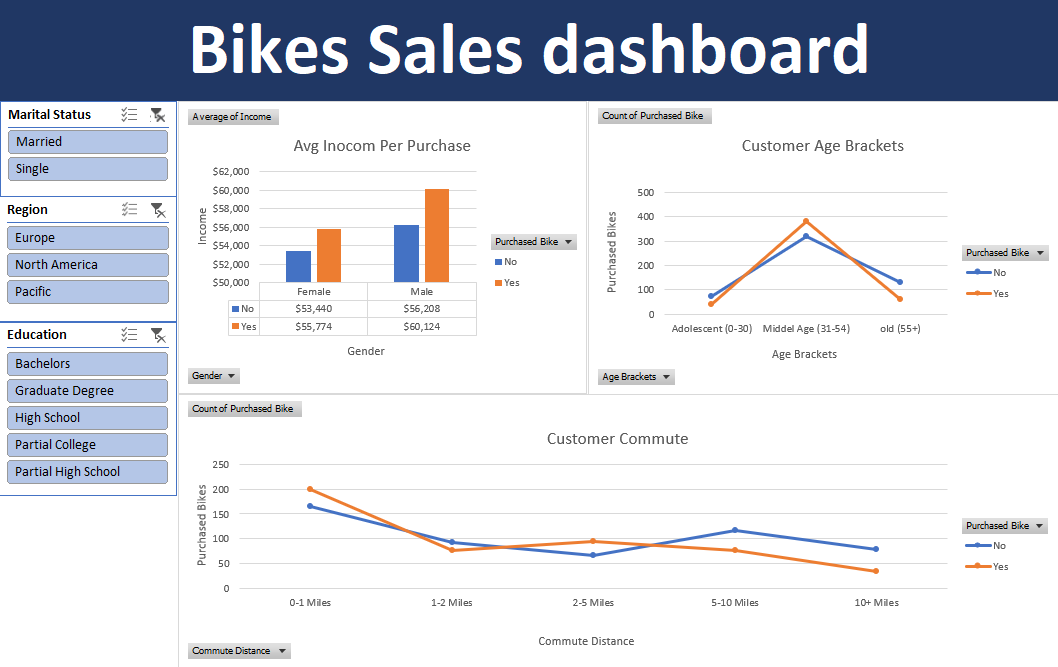 Bikes Sales dashboard
Marital Status
Married
Single
Region
Europe
North America
Pacific
Education
Bachelors
Graduate Degree
High School
Partial College
Partial High School
Average of Income
Avg Inocom Per Purchase
$62,000
$60,000
$58,000
$56,000
$54,000
$52,000
$50,000
Income
Female Male
No $53,440 $56,208
Yes $55,774 $60,124
Gender
Purchased Bike
No
Yes
Gender
Count of Purchased Bike
Customer Age Brackets
500
400
300
200
100
0
Purchased Bikes
Adolescent (0-30) Middel Age (31-54) old (55+)
Age Brackets
Purchased Bike
No
Yes
Age Brackets
Count of Purchased Bike
Customer Commute
250
200
150
100
50
0
Purchased Bikes
0-1 Miles 1-2 Miles 2-5 Miles 5-10 Miles 10+ Miles
Commute Distance
Purchased Bike
No
Yes
Commute Distance